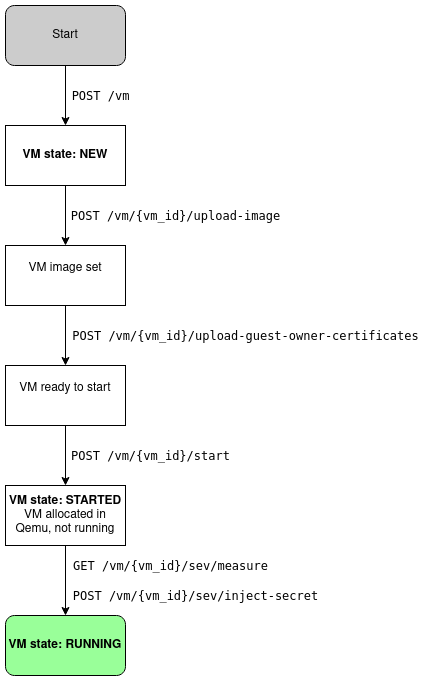 Start
POST /vm
VM state: NEW
POST /vm/{vm_id}/upload-image
VM image set
POST /vm/{vm_id}/upload-guest-owner-certificates
VM ready to start
POST /vm/{vm_id}/start
VM state: STARTED
VM allocated in
Qemu, not running
GET /vm/{vm_id}/sev/measure
POST /vm/{vm_id}/sev/inject-secret
VM state: RUNNING